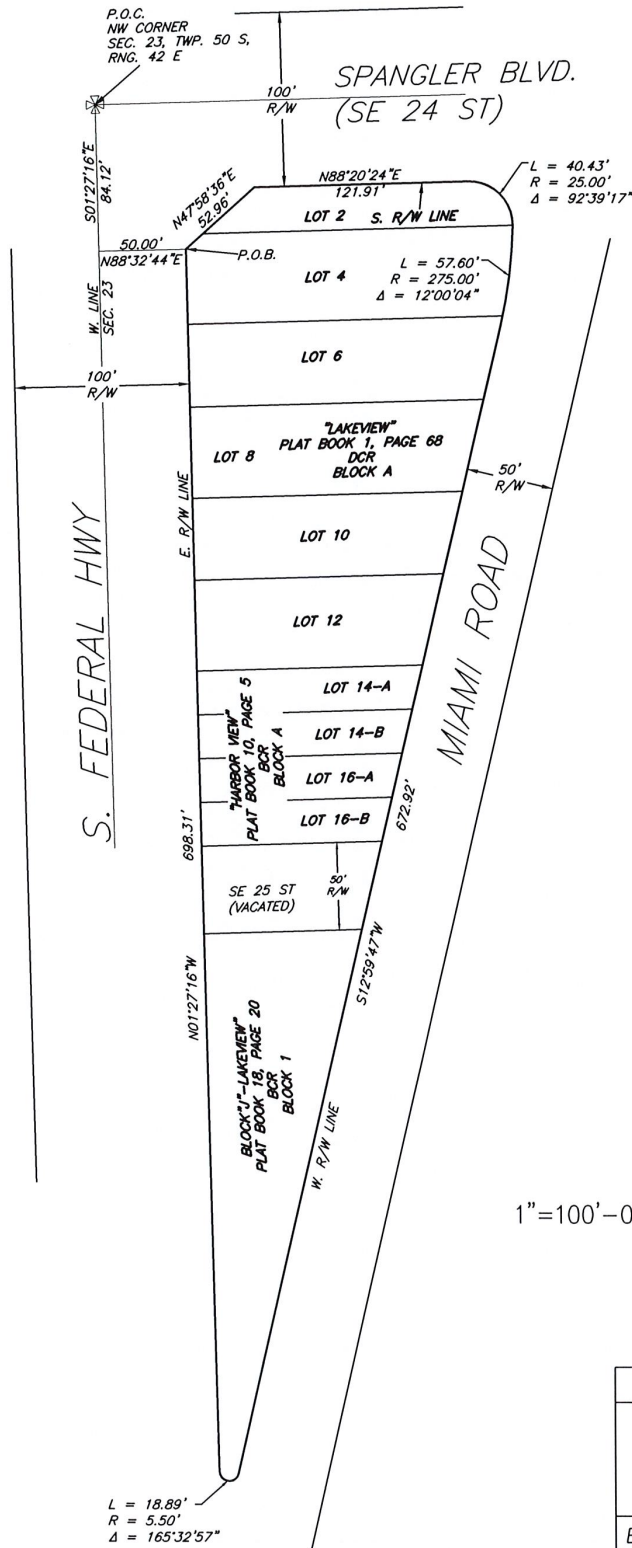 P.O.C.
NW CORNER
SEC. 23, TWP. 50 S,
RNG. 42 E
SPANGLER BLVD.
(SE 24 ST)
100'
R/W
S01°27'16"E
84.12'
N47°58'36"E
52.96'
N88°20'24"E
121.91'
L = 40.43'
R = 25.00'
Δ = 92°39'17"
LOT 2
S. R/W LINE
50.00'
N88°32'44"E
P.O.B.
W. LINE
SEC. 23
LOT 4
L = 57.60'
R = 275.00'
Δ = 12°00'04"
LOT 6
100'
R/W
"LAKEVIEW"
PLAT BOOK 1, PAGE 68
DCR
BLOCK A
LOT 8
50'
R/W
E. R/W LINE
LOT 10
S. FEDERAL HWY
LOT 12
MIAMI ROAD
LOT 14-A
"HARBOR VIEW"
PLAT BOOK 10, PAGE 5
BCR
BLOCK A
LOT 14-B
LOT 16-A
LOT 16-B
672.92'
698.31'
SE 25 ST
(VACATED)
50'
R/W
N01°27'16"W
S12°59'47"W
BLOCK"J"-LAKEVIEW"
PLAT BOOK 18, PAGE 20
BCR
BLOCK 1
W. R/W LINE
1"=100'-0
L = 18.89'
R = 5.50'
Δ = 165°32'57"
E